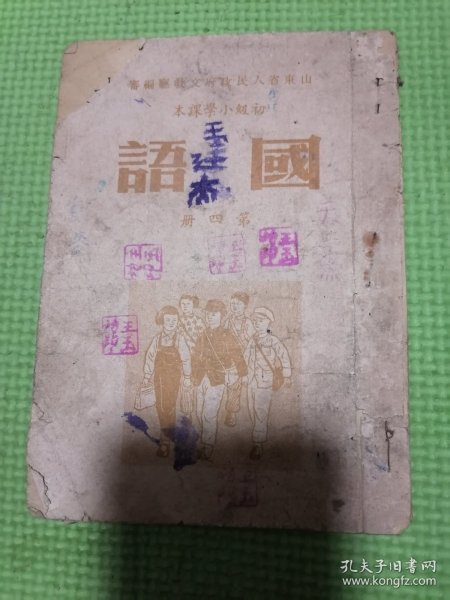 山東省人民政府文教廳編審
初級小學課本
國語
第四册
孔夫子旧书网
www.kongfz.com